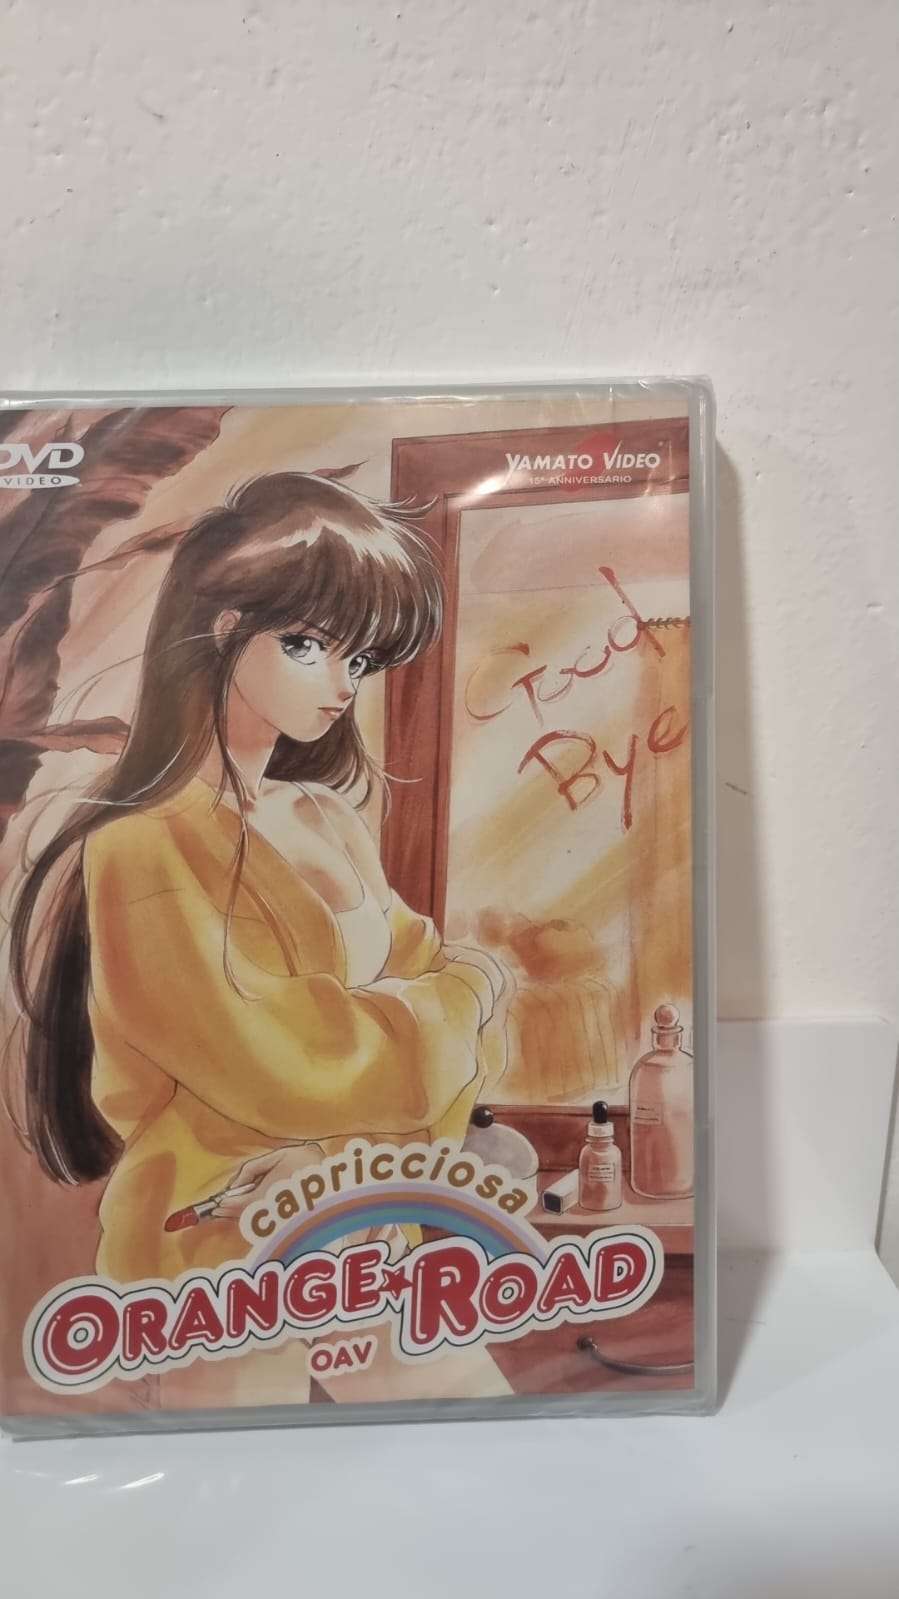 DVD
VIDEO
YAMATO VIDEO
15° ANNIVERSARIO
Good
Bye
capricciosa
ORANGE★ROAD
OAV